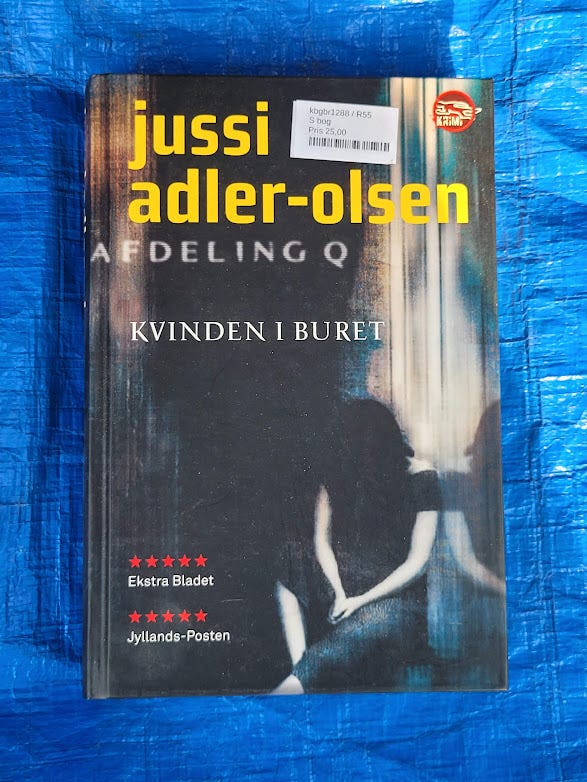 jussi
adler-olsen
kbgbr1288 / R55
S bog
Pris 25,00
KRIMI
AFDELING Q
KVINDEN I BURET
Ekstra Bladet
Jyllands-Posten